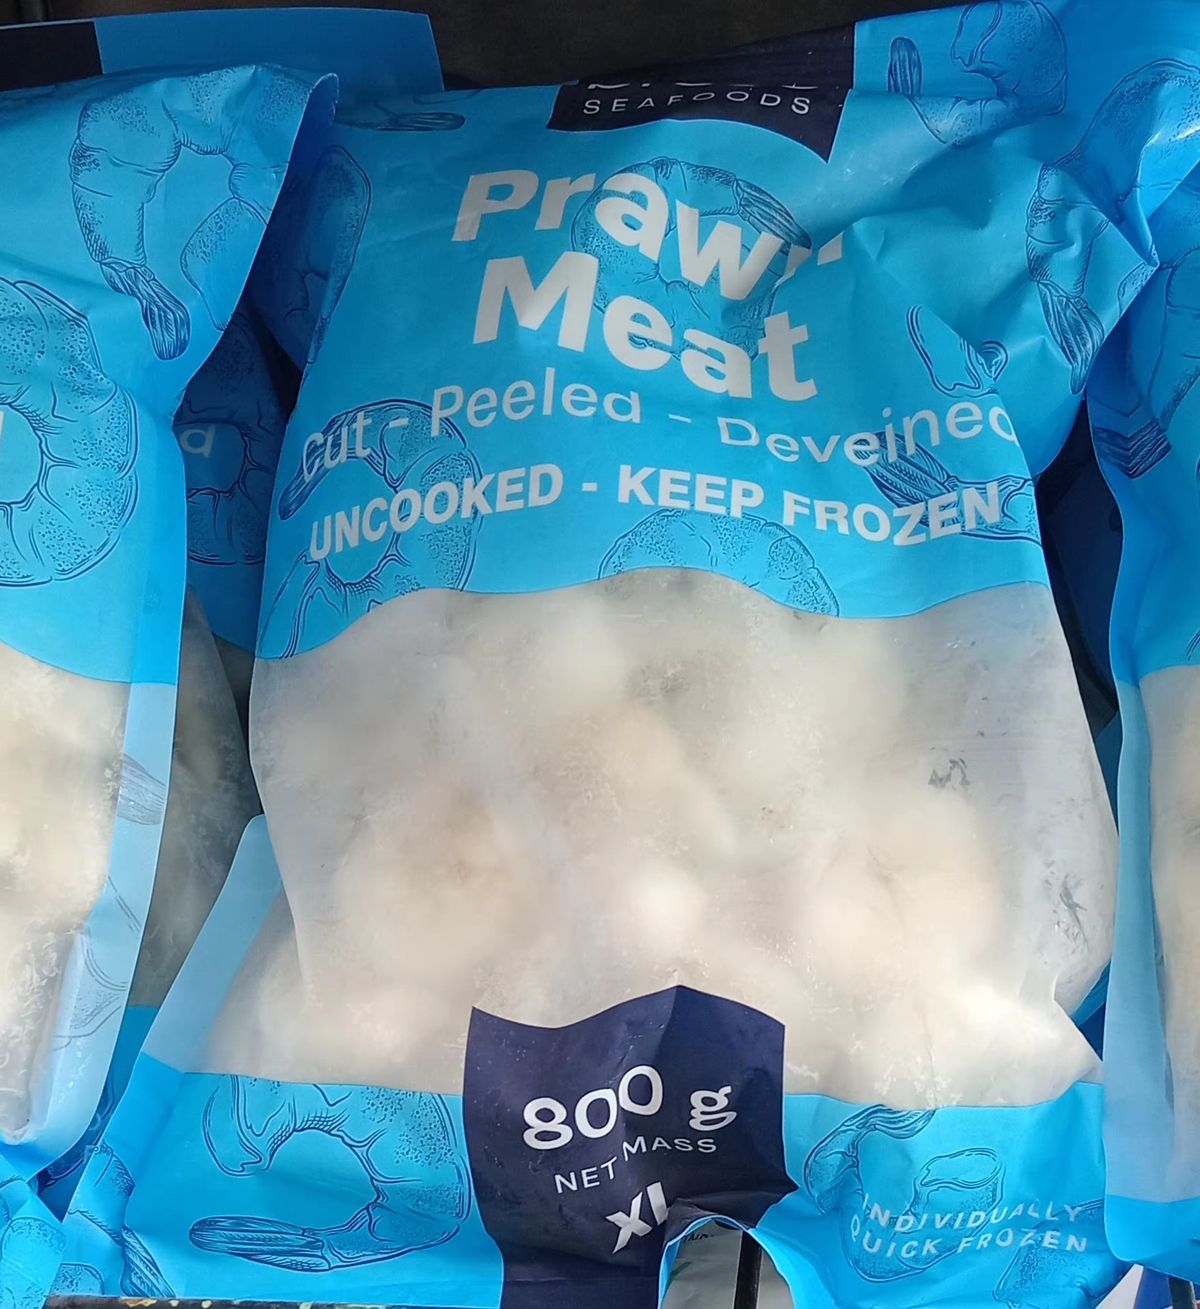 SEAFOODS
Prawn
Meat
Cut - Peeled - Deveined
UNCOOKED - KEEP FROZEN
d
800 g
NET MASS
XL
INDIVIDUALLY
QUICK FROZEN